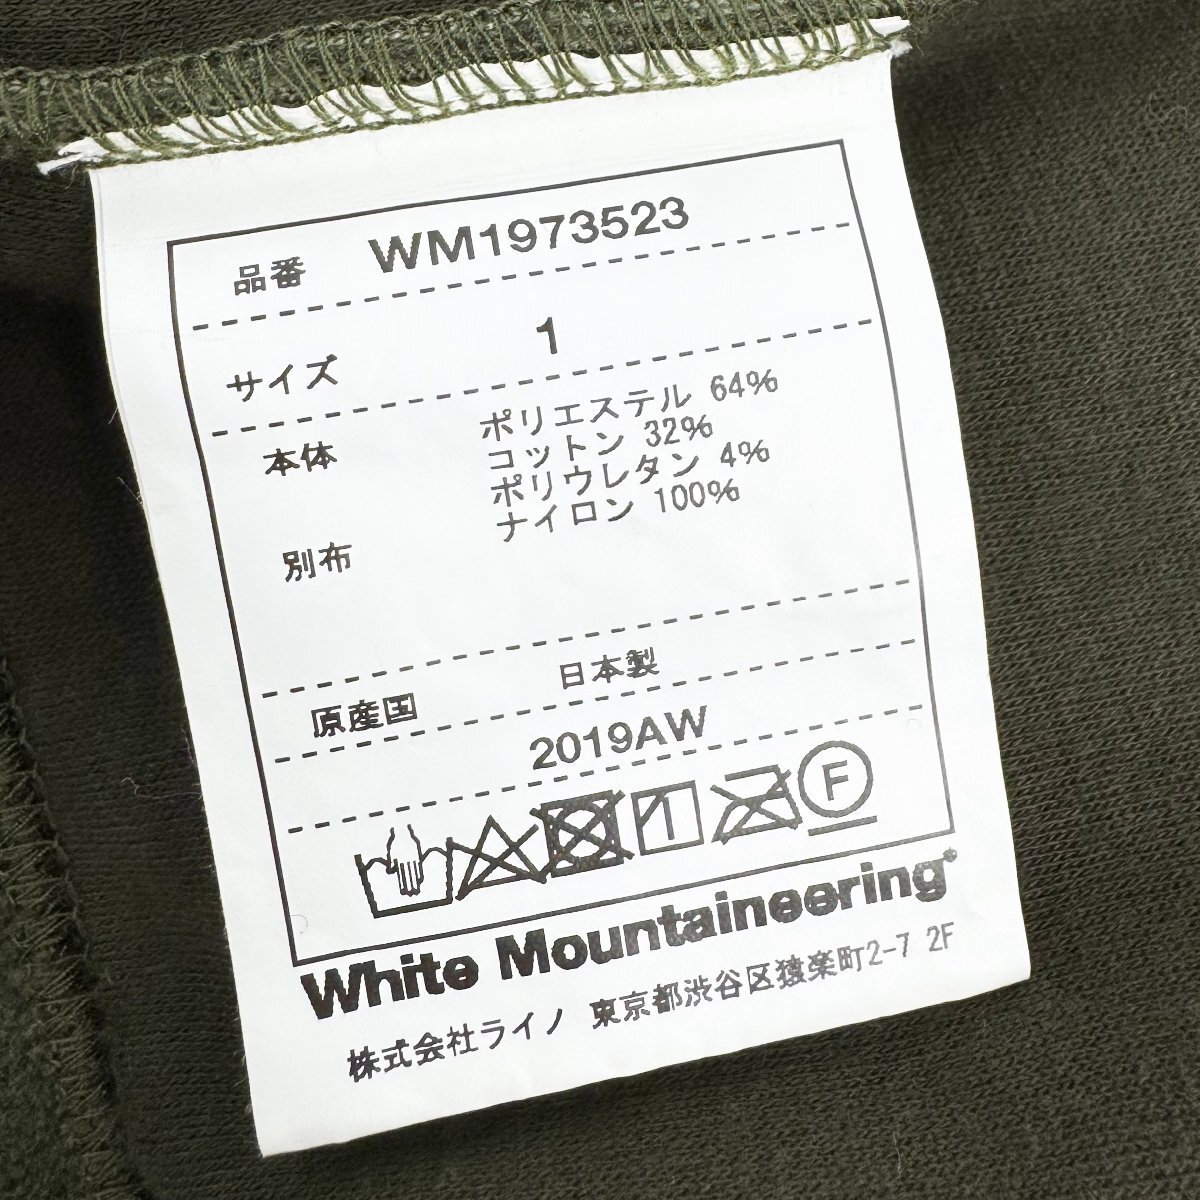 品番 WM1973523
サイズ 1
本体 ポリエステル 64%
コットン 32%
ポリウレタン 4%
別布 ナイロン 100%
原産国 日本製
2019AW
F
White Mountaineering®
株式会社ライノ 東京都渋谷区猿楽町2-7 2F